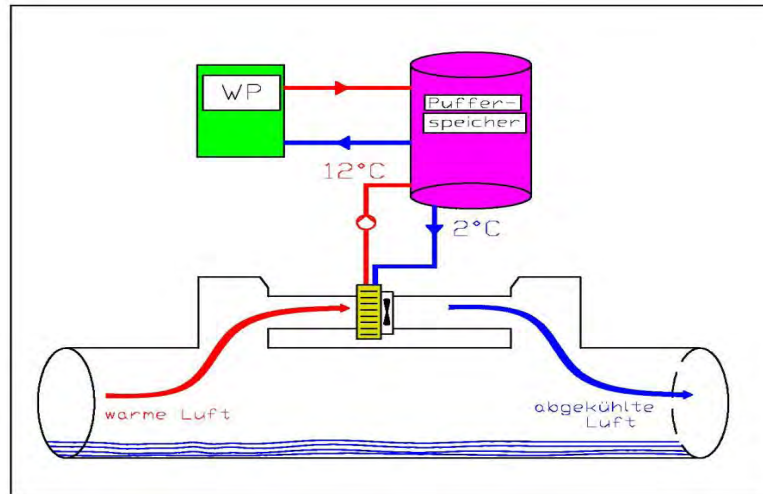 WP
Puffer-
speicher
12°C
2°C
warme Luft
abgekühlte
Luft